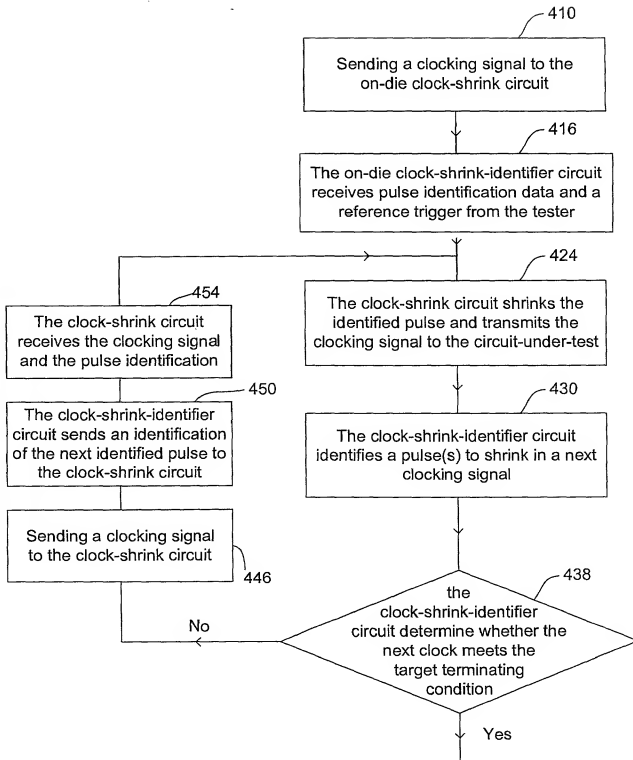 410
Sending a clocking signal to the
on-die clock-shrink circuit
416
The on-die clock-shrink-identifier circuit
receives pulse identification data and a
reference trigger from the tester
424
The clock-shrink circuit shrinks the
identified pulse and transmits the
clocking signal to the circuit-under-test
430
The clock-shrink-identifier circuit
identifies a pulse(s) to shrink in a next
clocking signal
438
the
clock-shrink-identifier
circuit determine whether the
next clock meets the
target terminating
condition
Yes
No
446
Sending a clocking signal
to the clock-shrink circuit
450
The clock-shrink-identifier
circuit sends an identification
of the next identified pulse to
the clock-shrink circuit
454
The clock-shrink circuit
receives the clocking signal
and the pulse identification